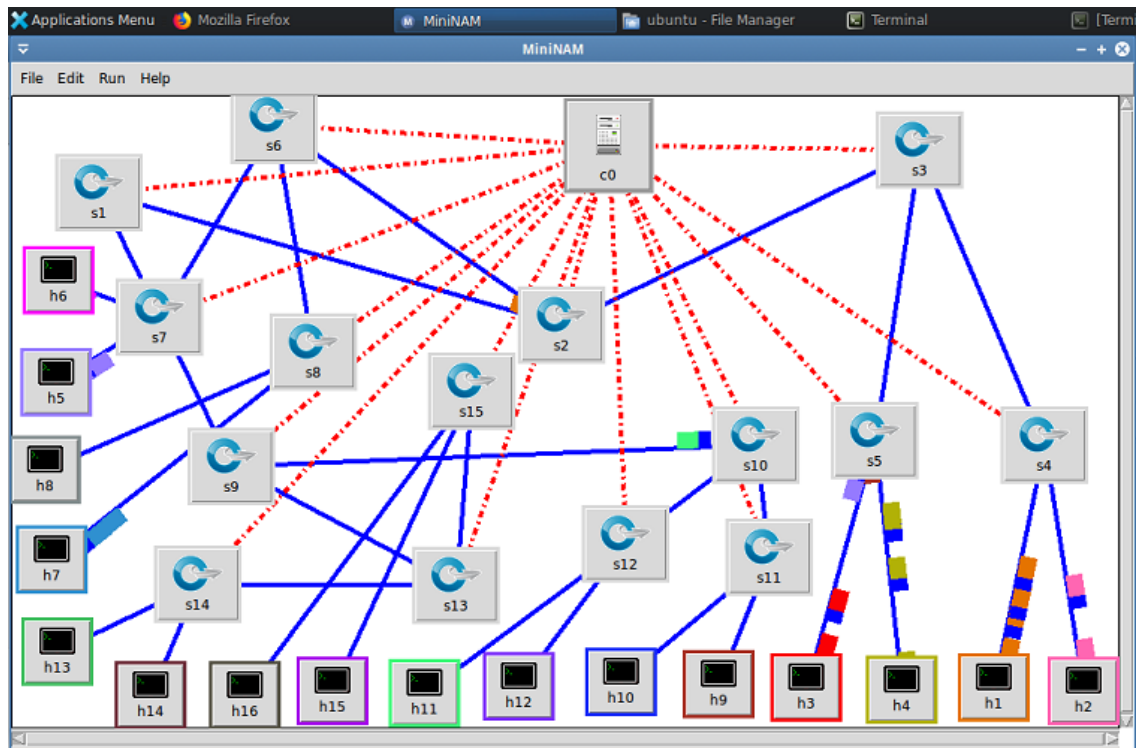 Applications Menu Mozilla Firefox MiniNAM ubuntu - File Manager Terminal [Termi
MiniNAM
File Edit Run Help
s6
c0
s3
s1
h6
s7
s2
s8
h5
s15
s10
s5
s4
h8
s9
h7
s12
s11
s14
s13
h13
h14
h16
h15
h11
h12
h10
h9
h3
h4
h1
h2